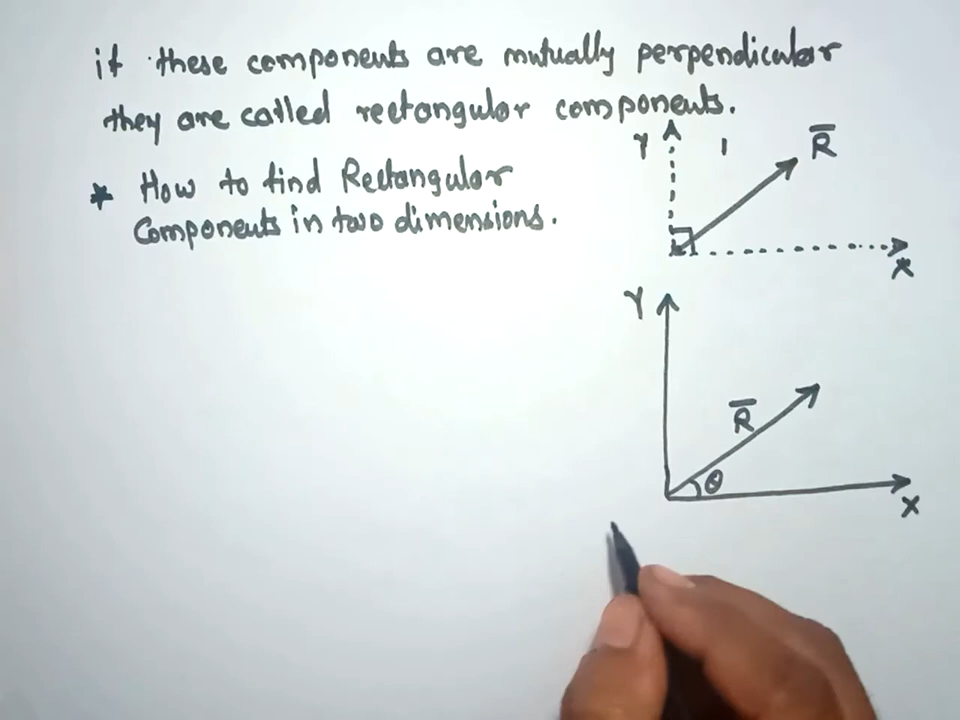 if these components are mutually perpendicular
they are called rectangular components.
* How to find Rectangular
Components in two dimensions.
Y
R̅
X
Y
R̅
θ
X